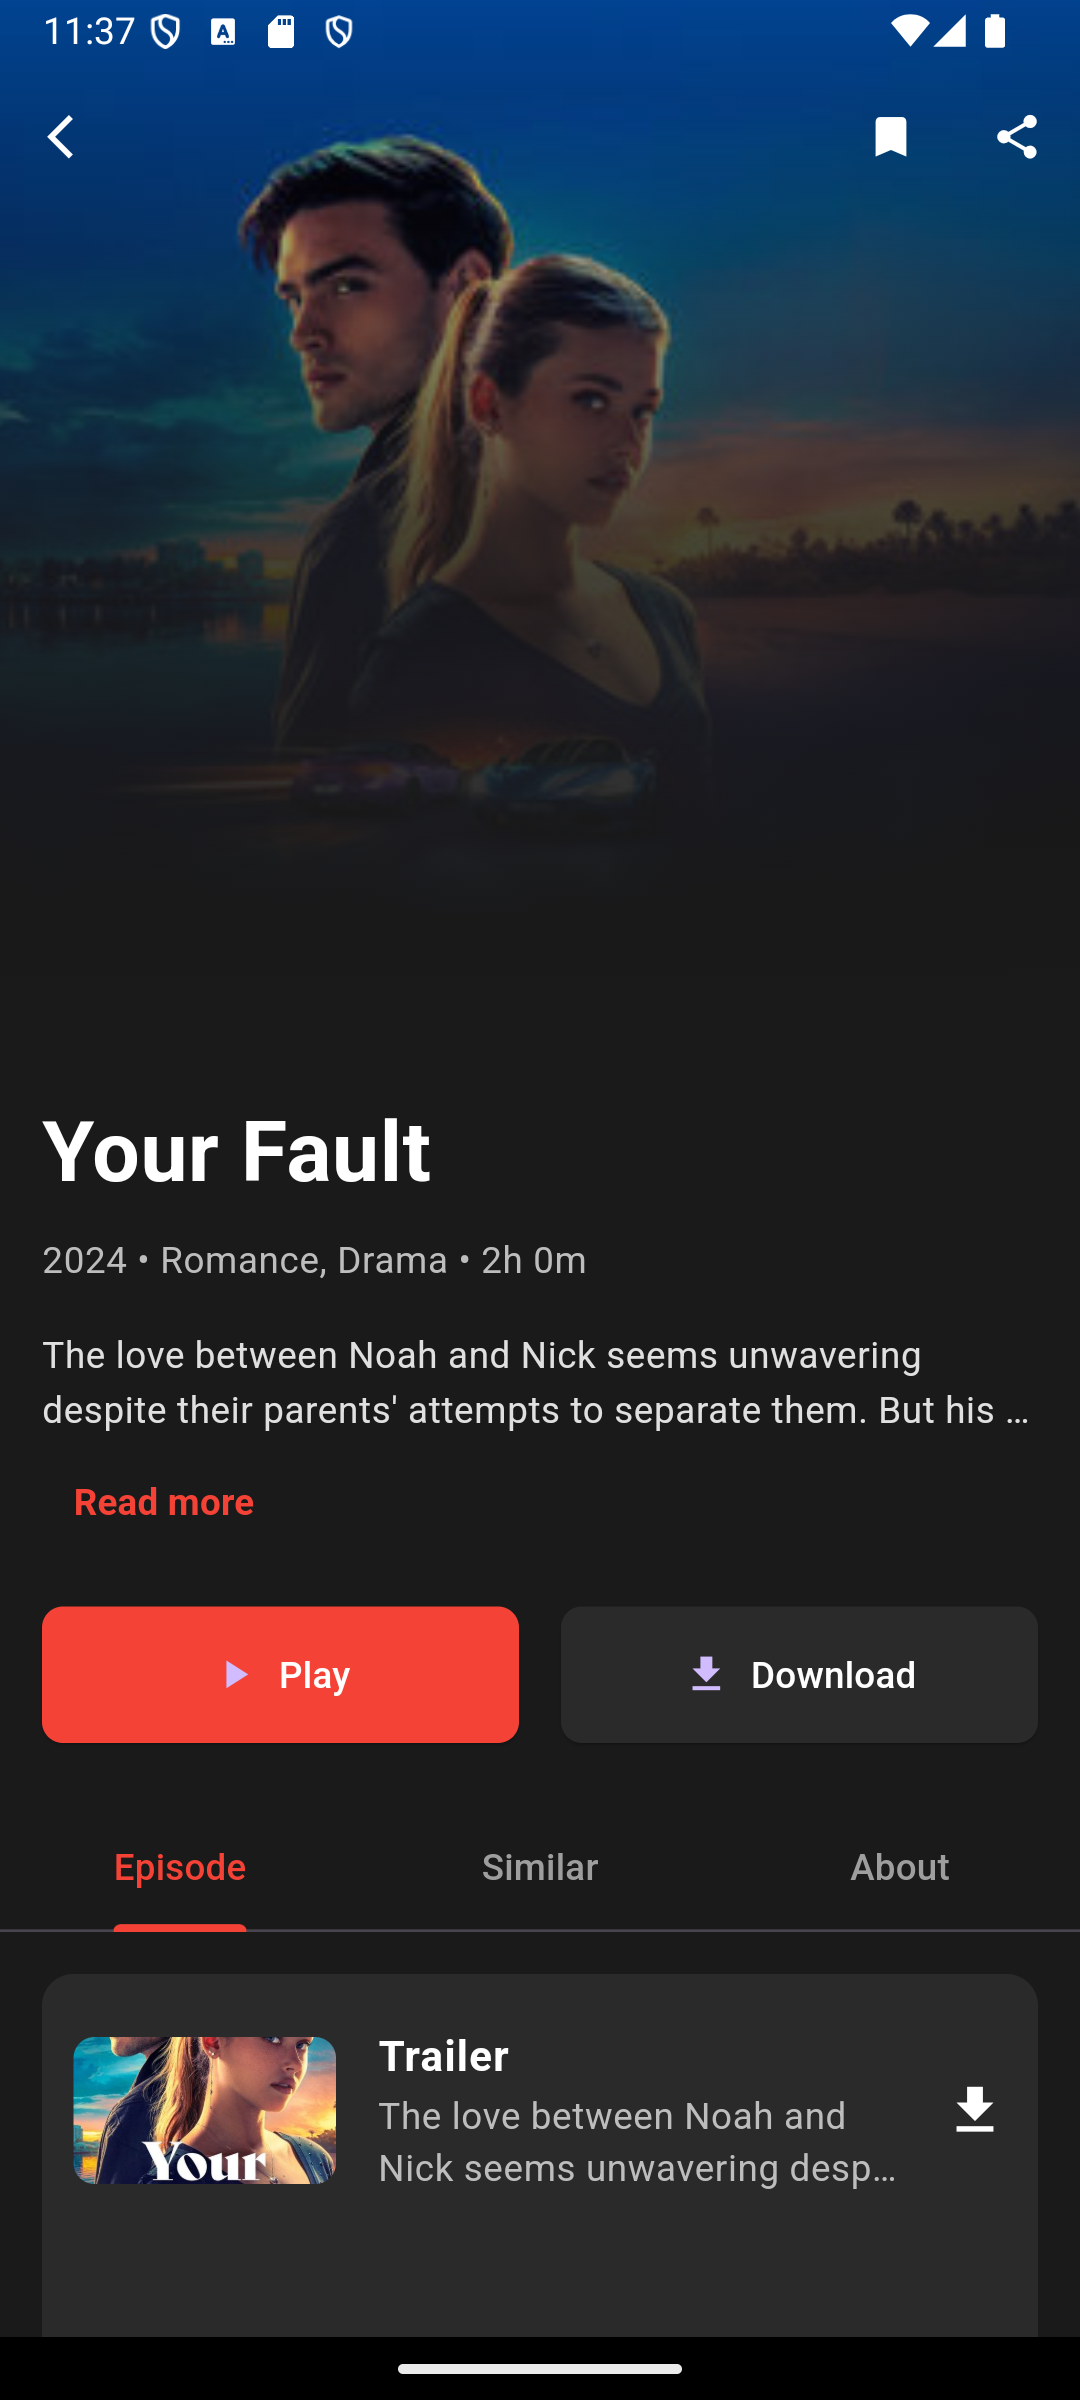 11:37
Your Fault
2024 • Romance, Drama • 2h 0m
The love between Noah and Nick seems unwavering
despite their parents' attempts to separate them. But his ...
Read more
Play
Download
Episode
Similar
About
Trailer
The love between Noah and
Nick seems unwavering desp...
Your